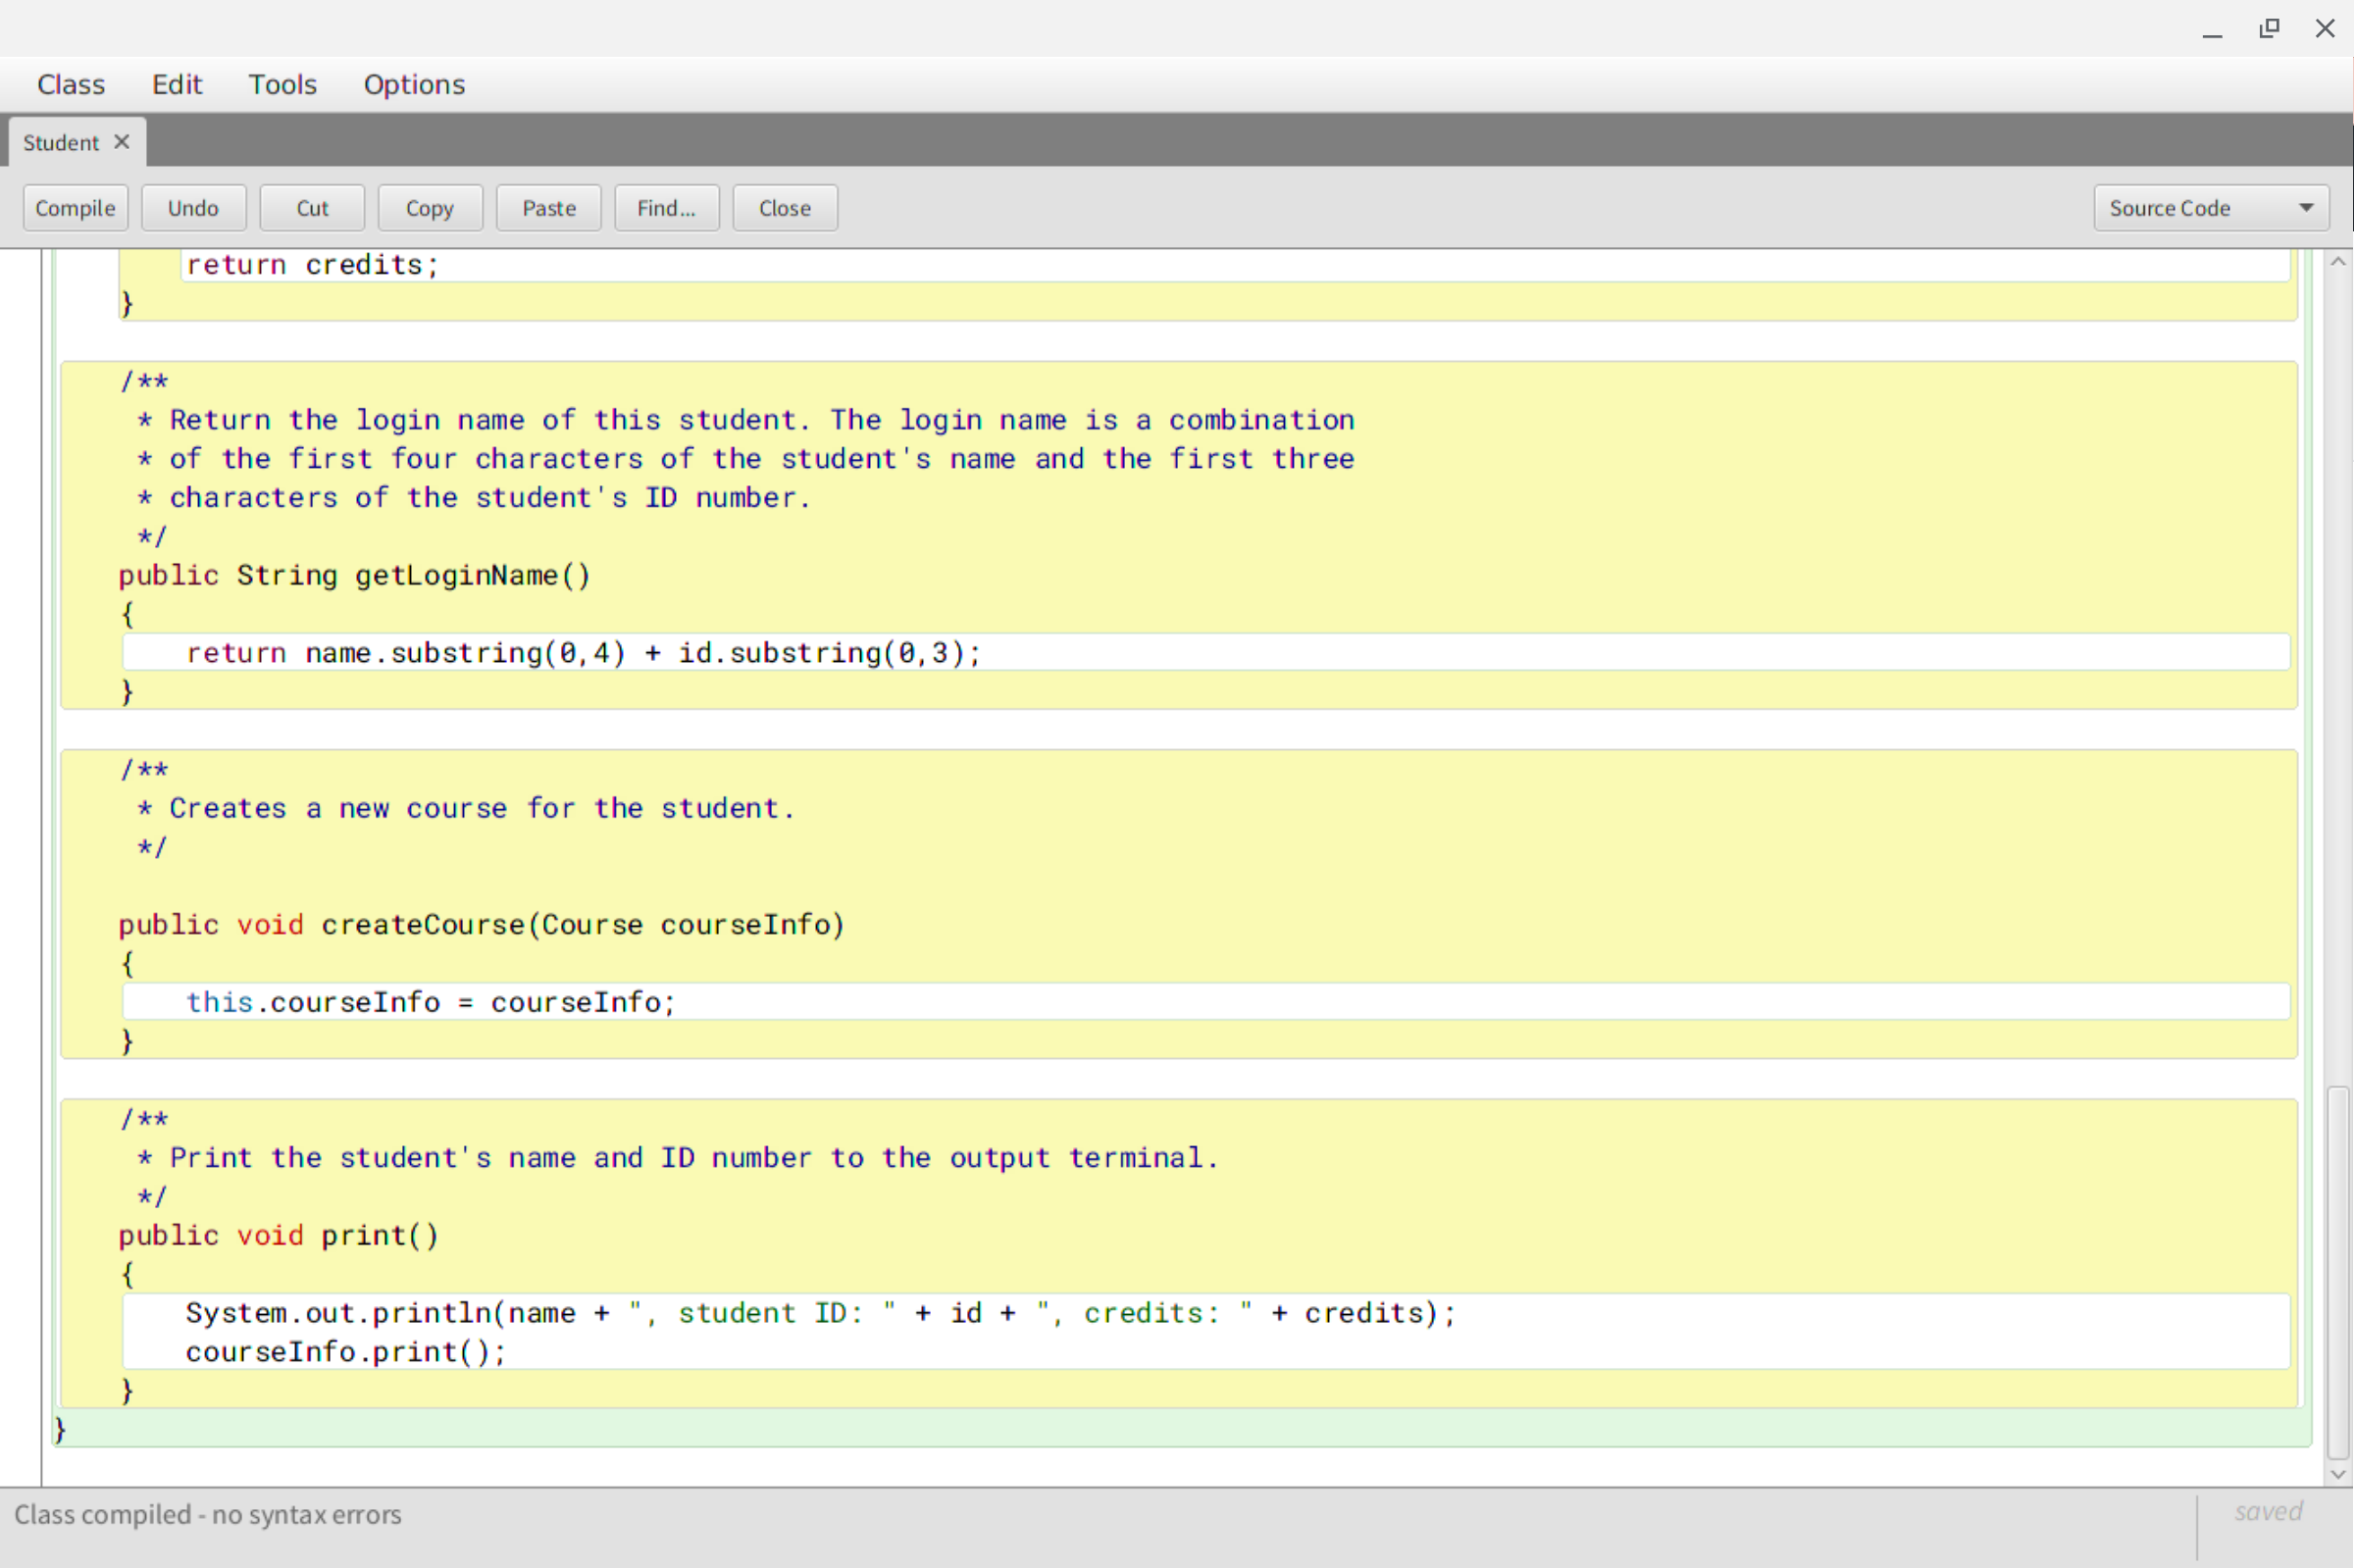 Class Edit Tools Options
Student
Compile Undo Cut Copy Paste Find... Close Source Code
return credits;
}
/**
* Return the login name of this student. The login name is a combination
* of the first four characters of the student's name and the first three
* characters of the student's ID number.
*/
public String getLoginName()
{
return name.substring(0,4) + id.substring(0,3);
}
/**
* Creates a new course for the student.
*/
public void createCourse(Course courseInfo)
{
this.courseInfo = courseInfo;
}
/**
* Print the student's name and ID number to the output terminal.
*/
public void print()
{
System.out.println(name + ", student ID: " + id + ", credits: " + credits);
courseInfo.print();
}
}
Class compiled - no syntax errors saved